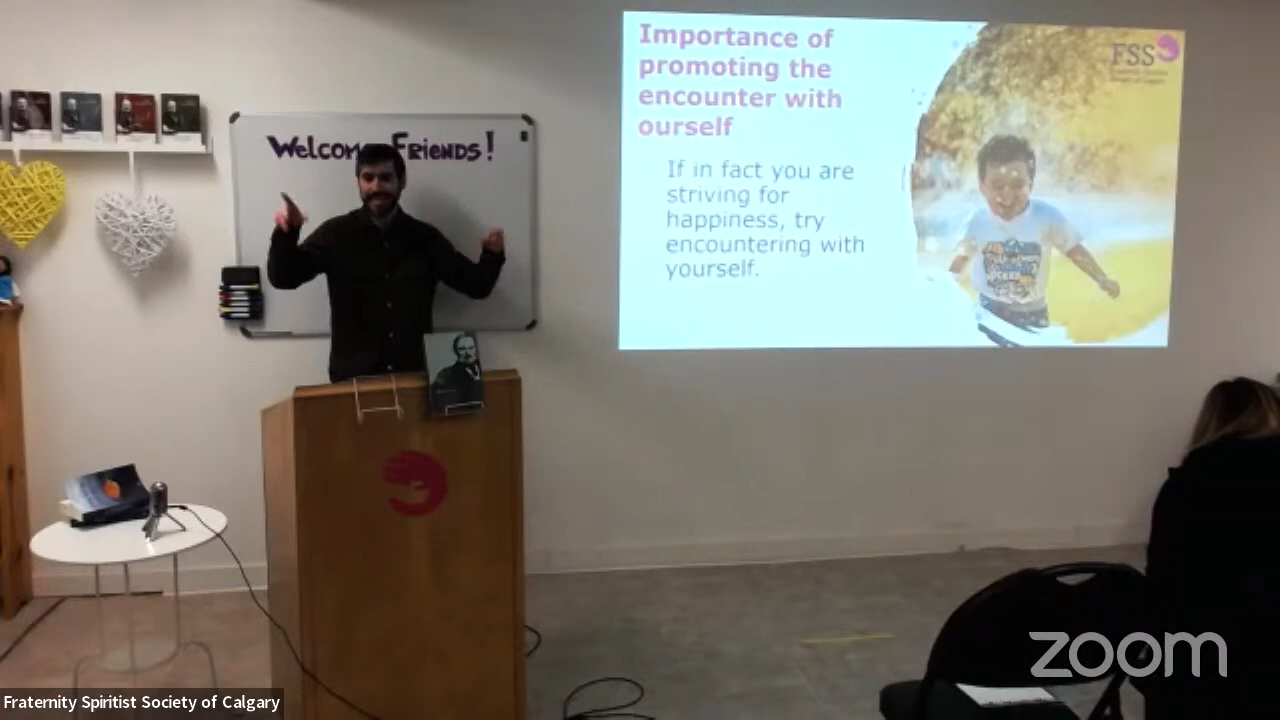 Welcome Friends!
Importance of
promoting the
encounter with
ourself
If in fact you are
striving for
happiness, try
encountering with
yourself.
FSS
zoom
Fraternity Spiritist Society of Calgary